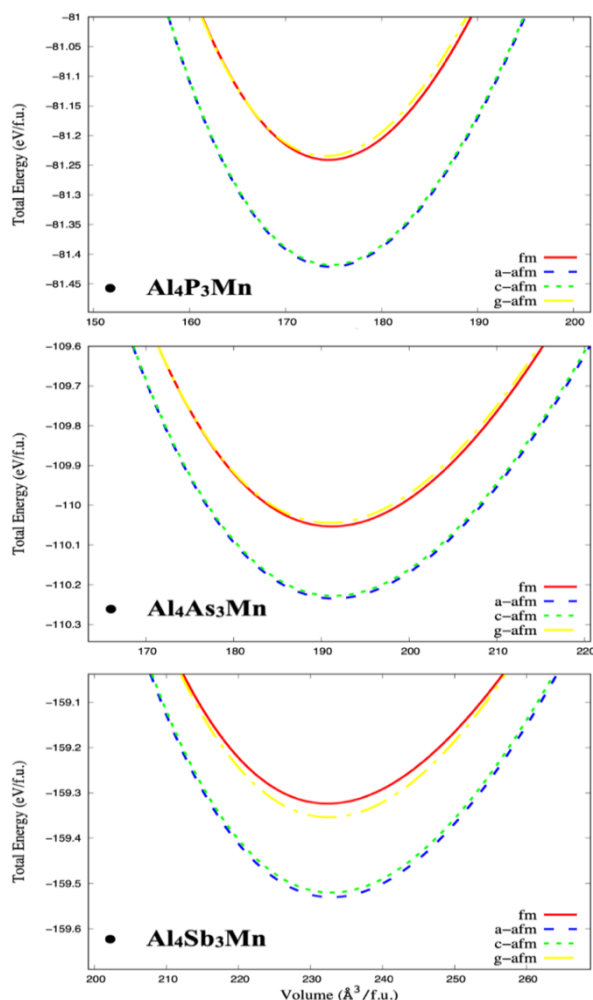 -81
-81.05
-81.1
-81.15
-81.2
-81.25
-81.3
-81.35
-81.4
-81.45
Total Energy (eV/f.u.)
fm
a-afm
c-afm
g-afm
• Al₄P₃Mn
150 160 170 180 190 200
-109.6
-109.7
-109.8
-109.9
-110
-110.1
-110.2
-110.3
Total Energy (eV/f.u.)
fm
a-afm
c-afm
g-afm
• Al₄As₃Mn
170 180 190 200 210 220
-159.1
-159.2
-159.3
-159.4
-159.5
-159.6
Total Energy (eV/f.u.)
fm
a-afm
c-afm
g-afm
• Al₄Sb₃Mn
200 210 220 230 240 250 260
Volume (Å³/f.u.)